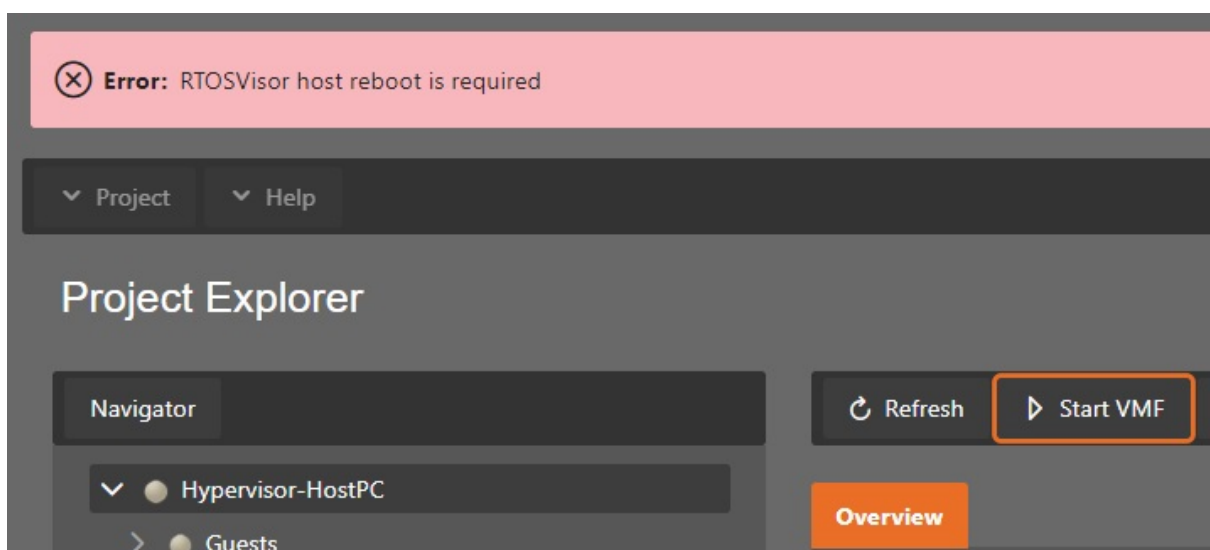 Error: RTOSVisor host reboot is required
Project Help
Project Explorer
Navigator
Refresh Start VMF
Hypervisor-HostPC
Overview
Guests